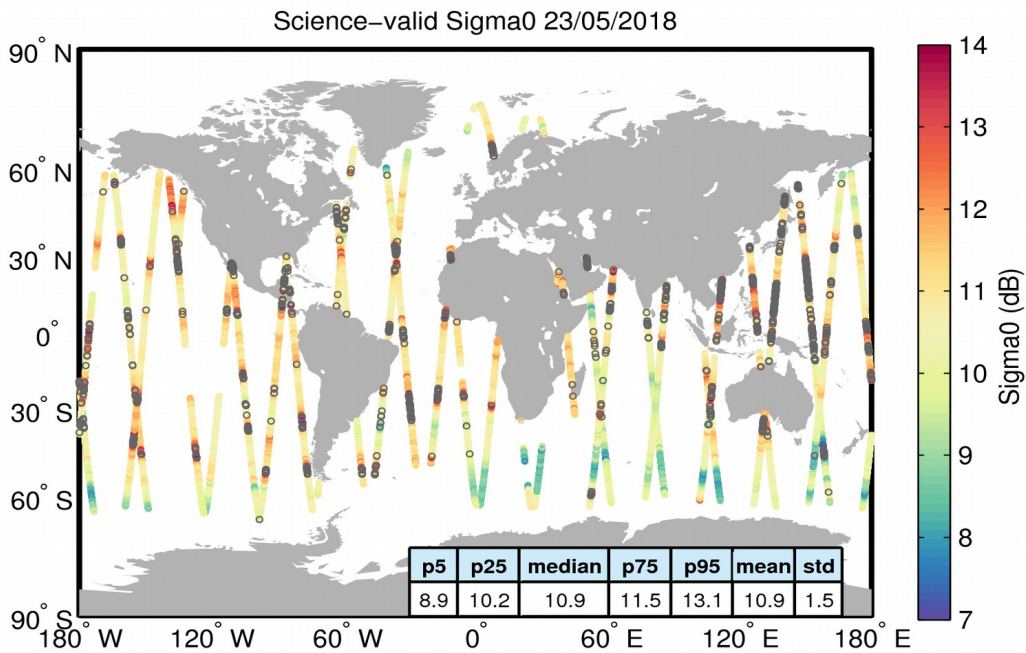 Science−valid Sigma0 23/05/2018
90° N
60° N
30° N
0°
30° S
60° S
90° S
180° W
120° W
60° W
0°
60° E
120° E
180° E
14
13
12
11
10
9
8
7
Sigma0 (dB)
p5 p25 median p75 p95 mean std
8.9 10.2 10.9 11.5 13.1 10.9 1.5